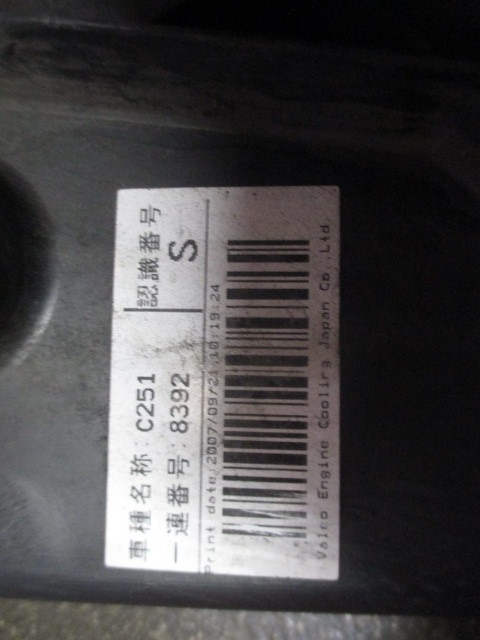 車種名称：C251
認識番号
一連番号：8392
S
Print date,2007/09/21,10:19:24
Valeo Engine Cooling Japan Co.,Ltd.